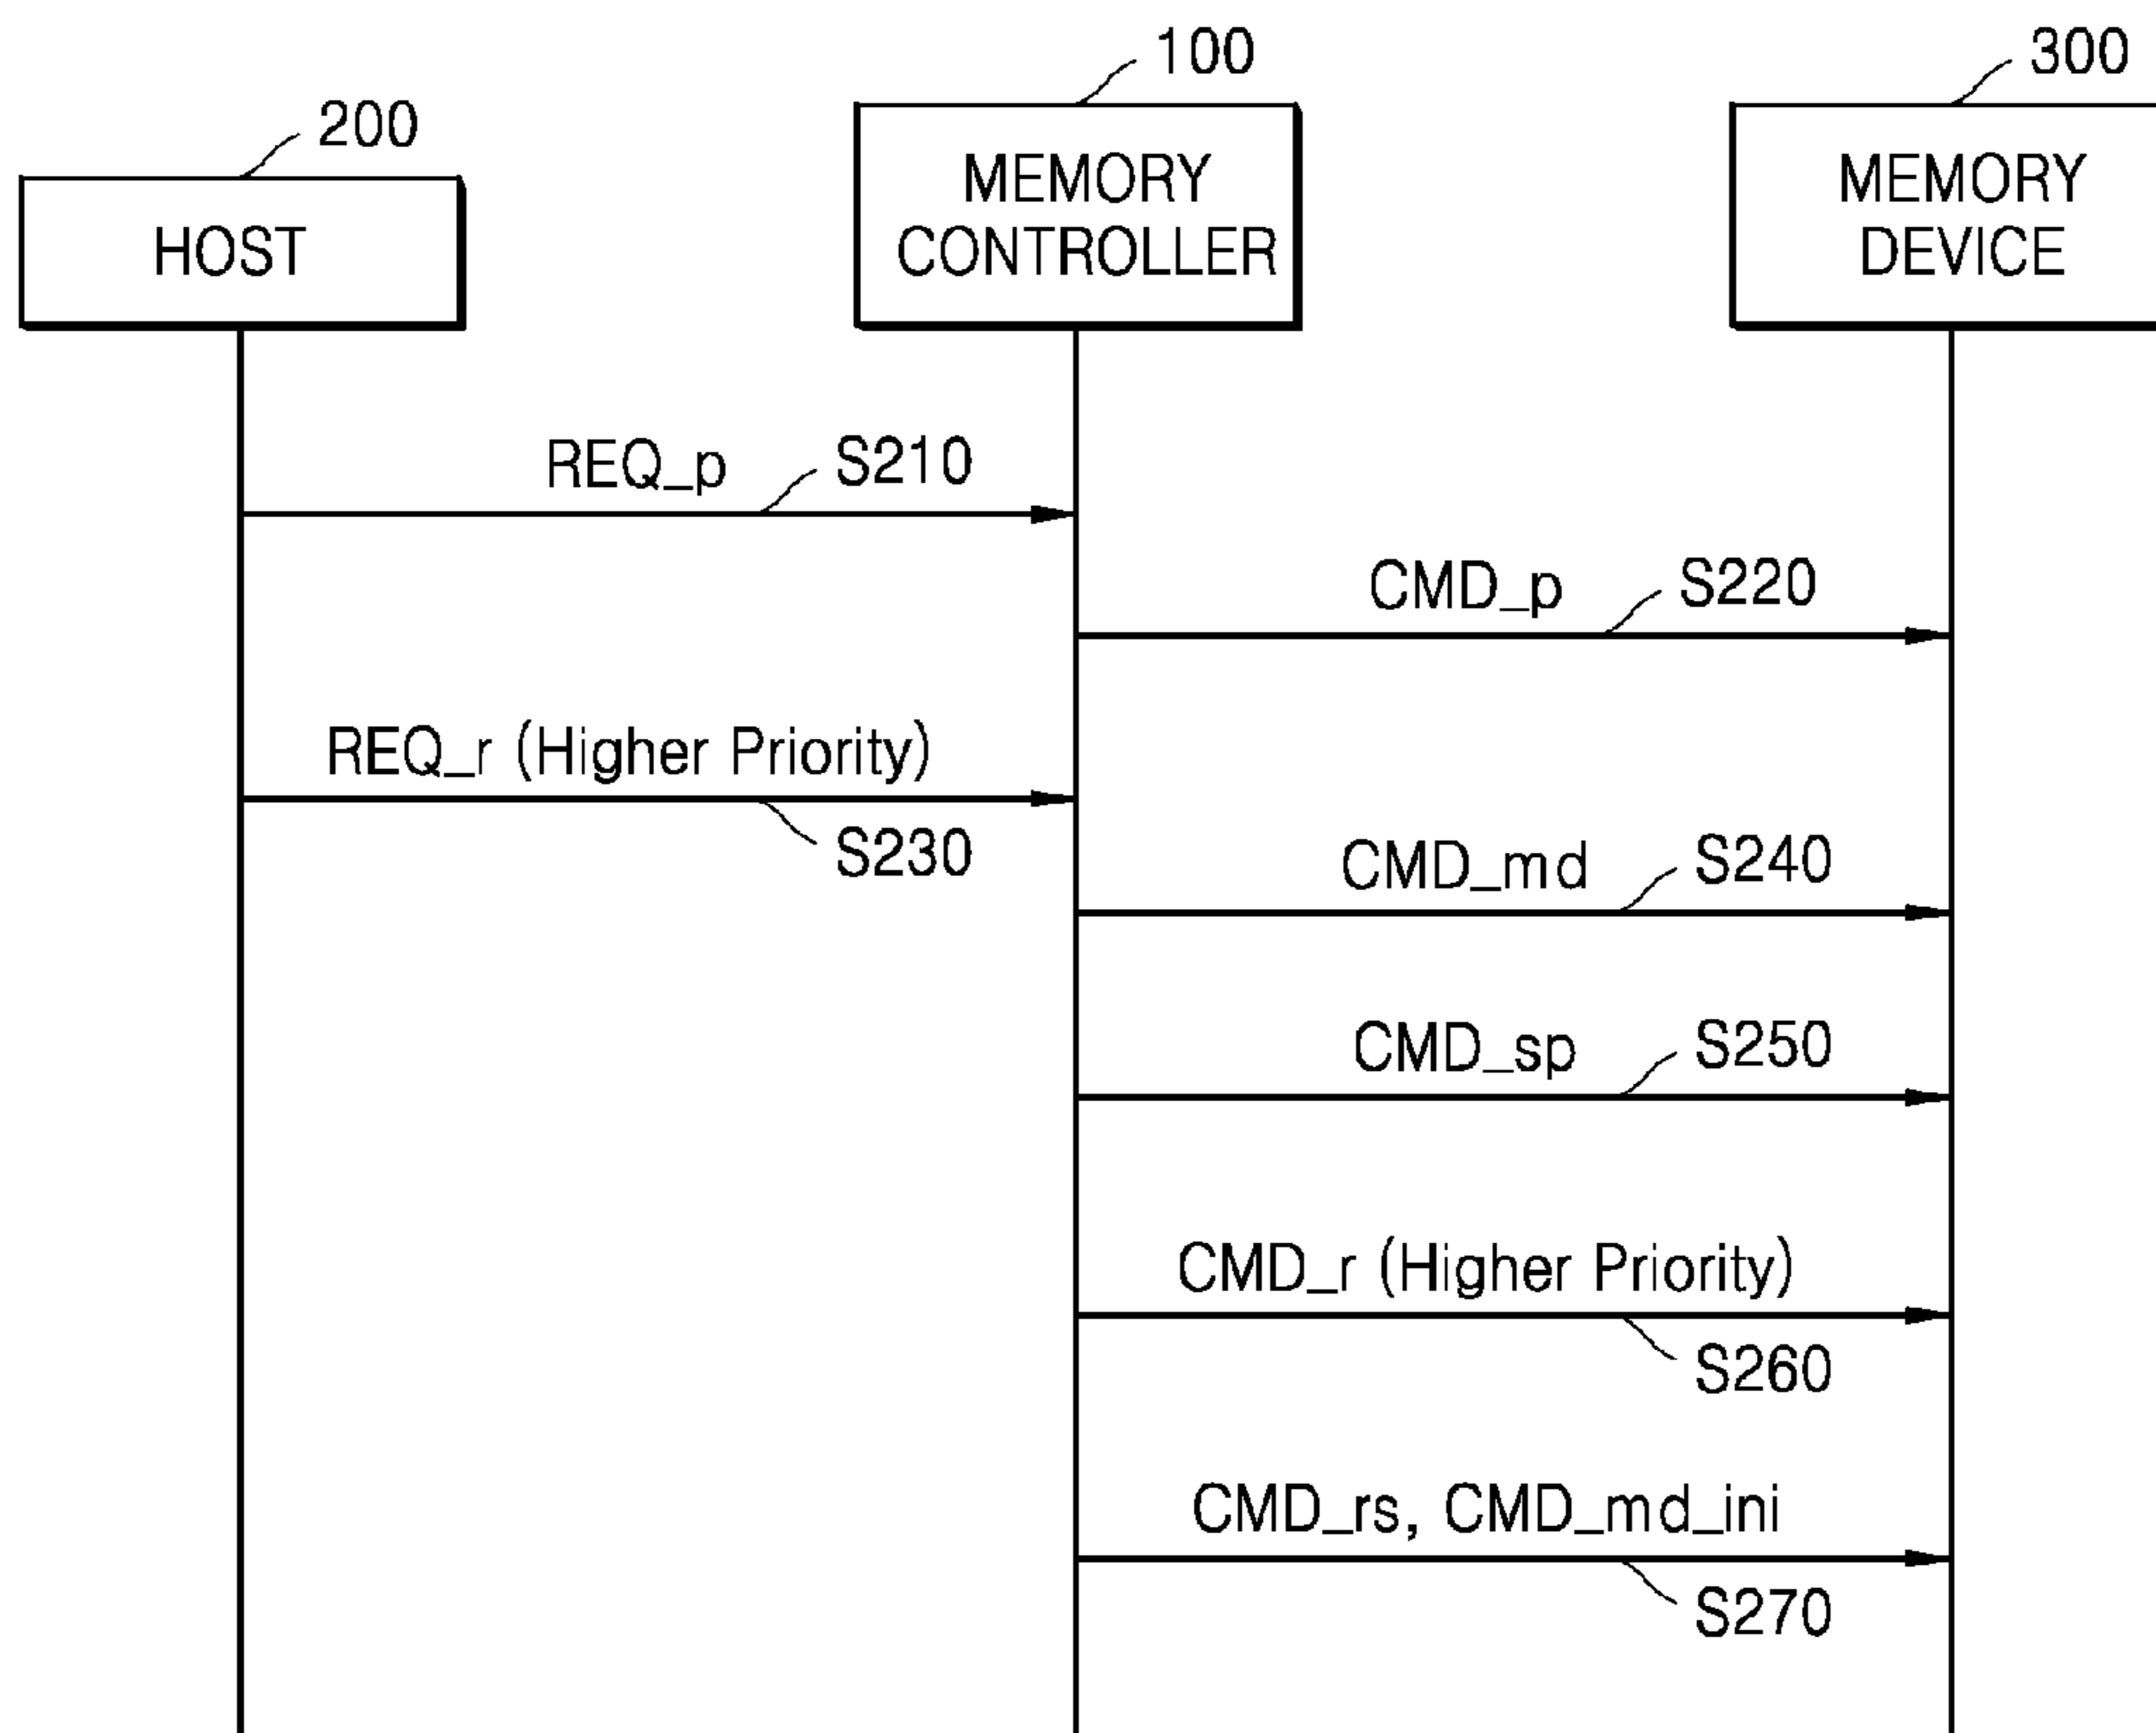 100
300
200
MEMORY
CONTROLLER
MEMORY
DEVICE
HOST
REQ_p
S210
CMD_p
S220
REQ_r (Higher Priority)
S230
CMD_md
S240
CMD_sp
S250
CMD_r (Higher Priority)
S260
CMD_rs, CMD_md_ini
S270